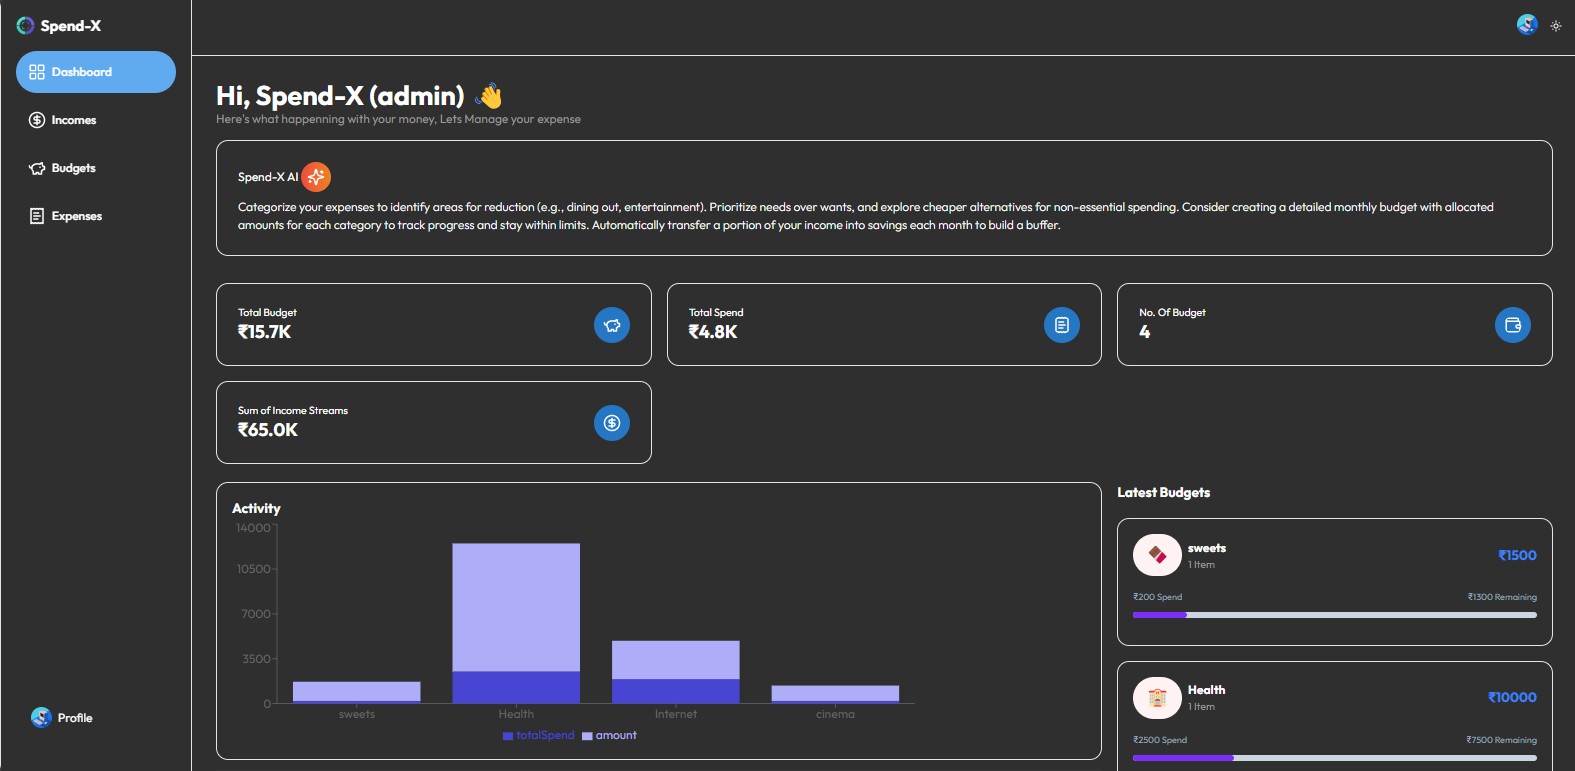 Spend-X
Dashboard
Incomes
Budgets
Expenses
Profile
Hi, Spend-X (admin) 👋
Here's what happenning with your money, Lets Manage your expense
Spend-X AI
Categorize your expenses to identify areas for reduction (e.g., dining out, entertainment). Prioritize needs over wants, and explore cheaper alternatives for non-essential spending. Consider creating a detailed monthly budget with allocated
amounts for each category to track progress and stay within limits. Automatically transfer a portion of your income into savings each month to build a buffer.
Total Budget
₹15.7K
Total Spend
₹4.8K
No. Of Budget
4
Sum of Income Streams
₹65.0K
Activity
14000
10500
7000
3500
0
sweets Health Internet cinema
totalSpend amount
Latest Budgets
sweets
1 Item
₹1500
₹200 Spend ₹1300 Remaining
Health
1 Item
₹10000
₹2500 Spend ₹7500 Remaining